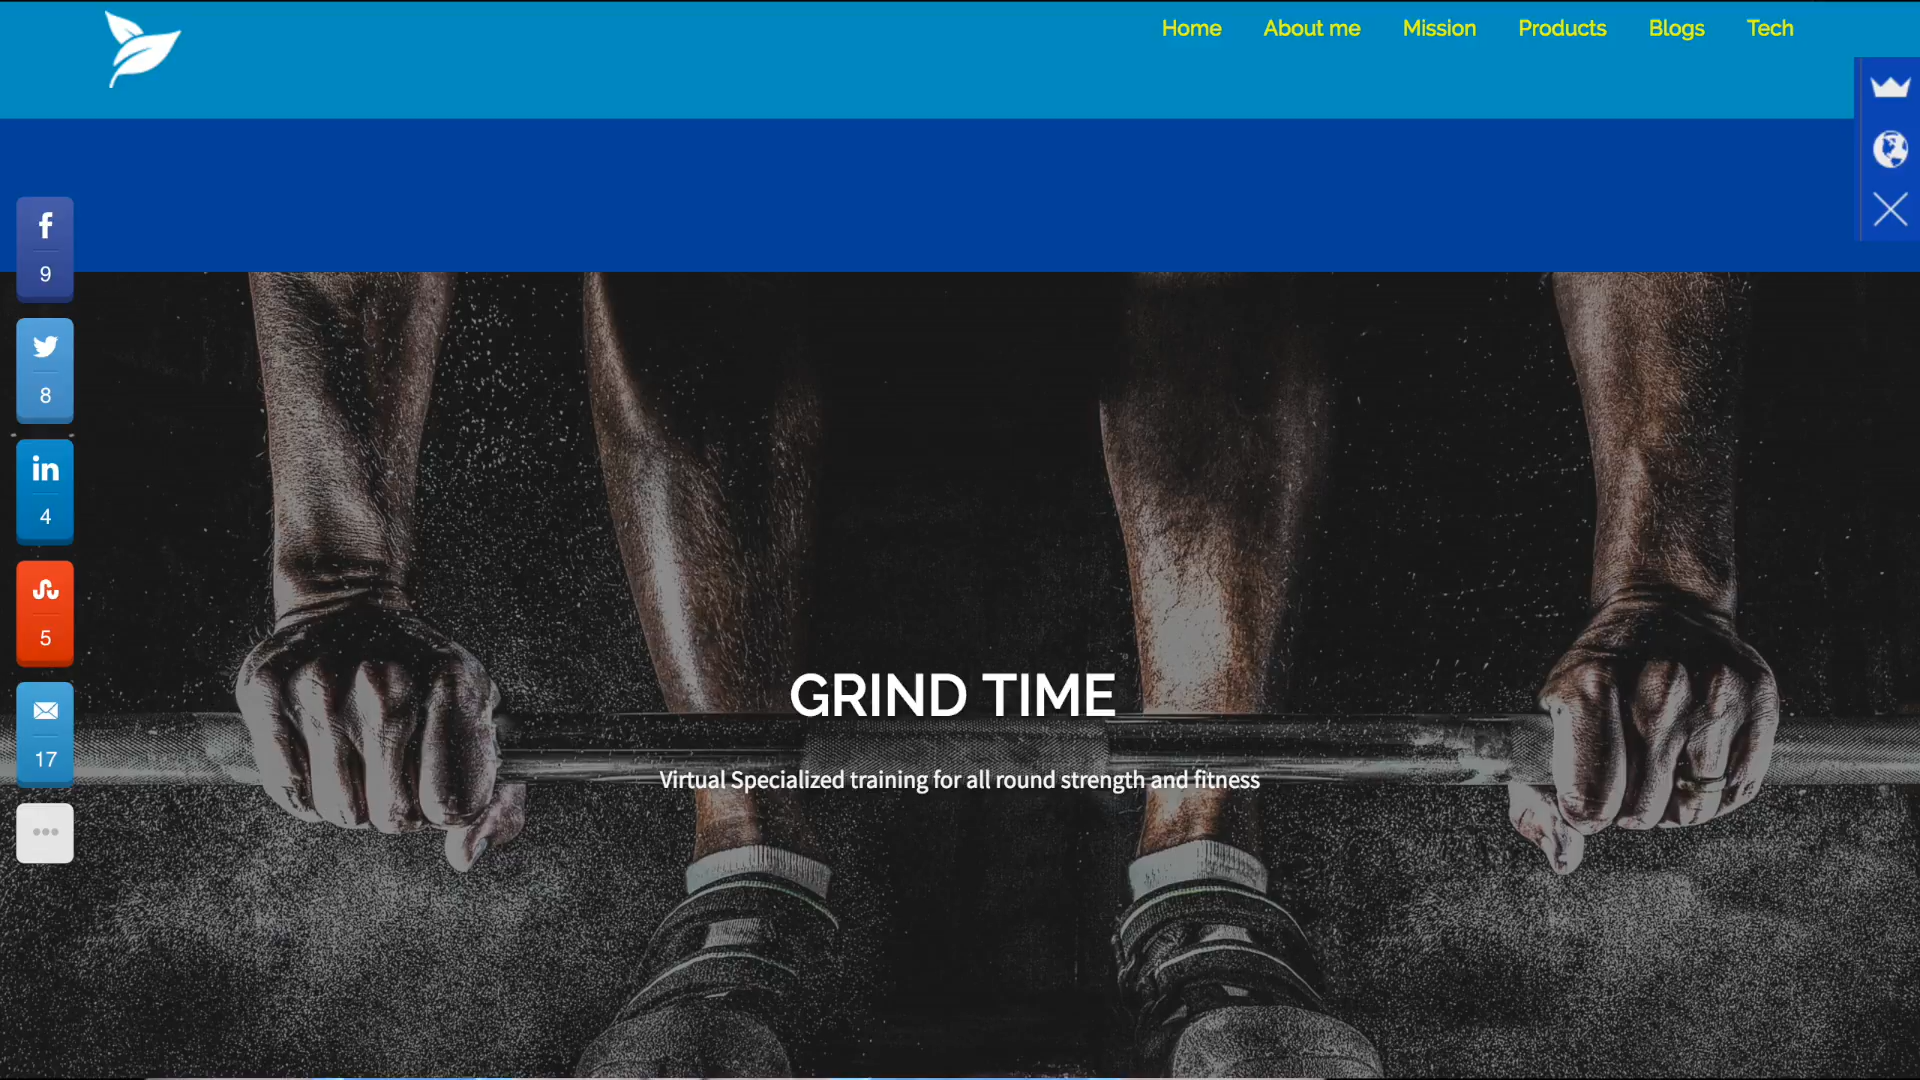 Home About me Mission Products Blogs Tech
9
8
in
4
5
17
GRIND TIME
Virtual Specialized training for all round strength and fitness